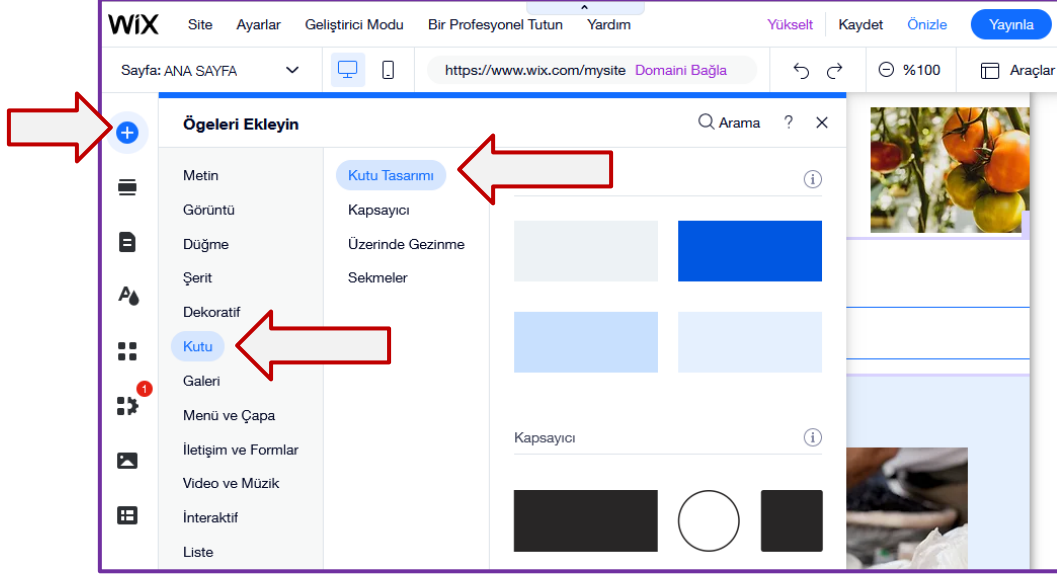 WiX Site Ayarlar Geliştirici Modu Bir Profesyonel Tutun Yardım Yükselt Kaydet Önizle Yayınla
Sayfa: ANA SAYFA https://www.wix.com/mysite Domaini Bağla %100 Araçlar
Ögeleri Ekleyin Arama ?
Metin
Görüntü
Düğme
Şerit
Dekoratif
Kutu
Galeri
Menü ve Çapa
İletişim ve Formlar
Video ve Müzik
İnteraktif
Liste
Kutu Tasarımı
Kapsayıcı
Üzerinde Gezinme
Sekmeler
Kapsayıcı
1